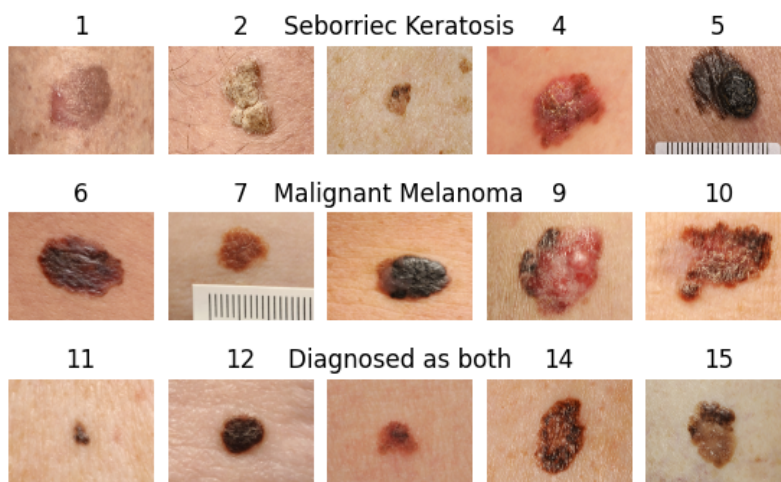 1 2 Seborriec Keratosis 4 5
6 7 Malignant Melanoma 9 10
11 12 Diagnosed as both 14 15